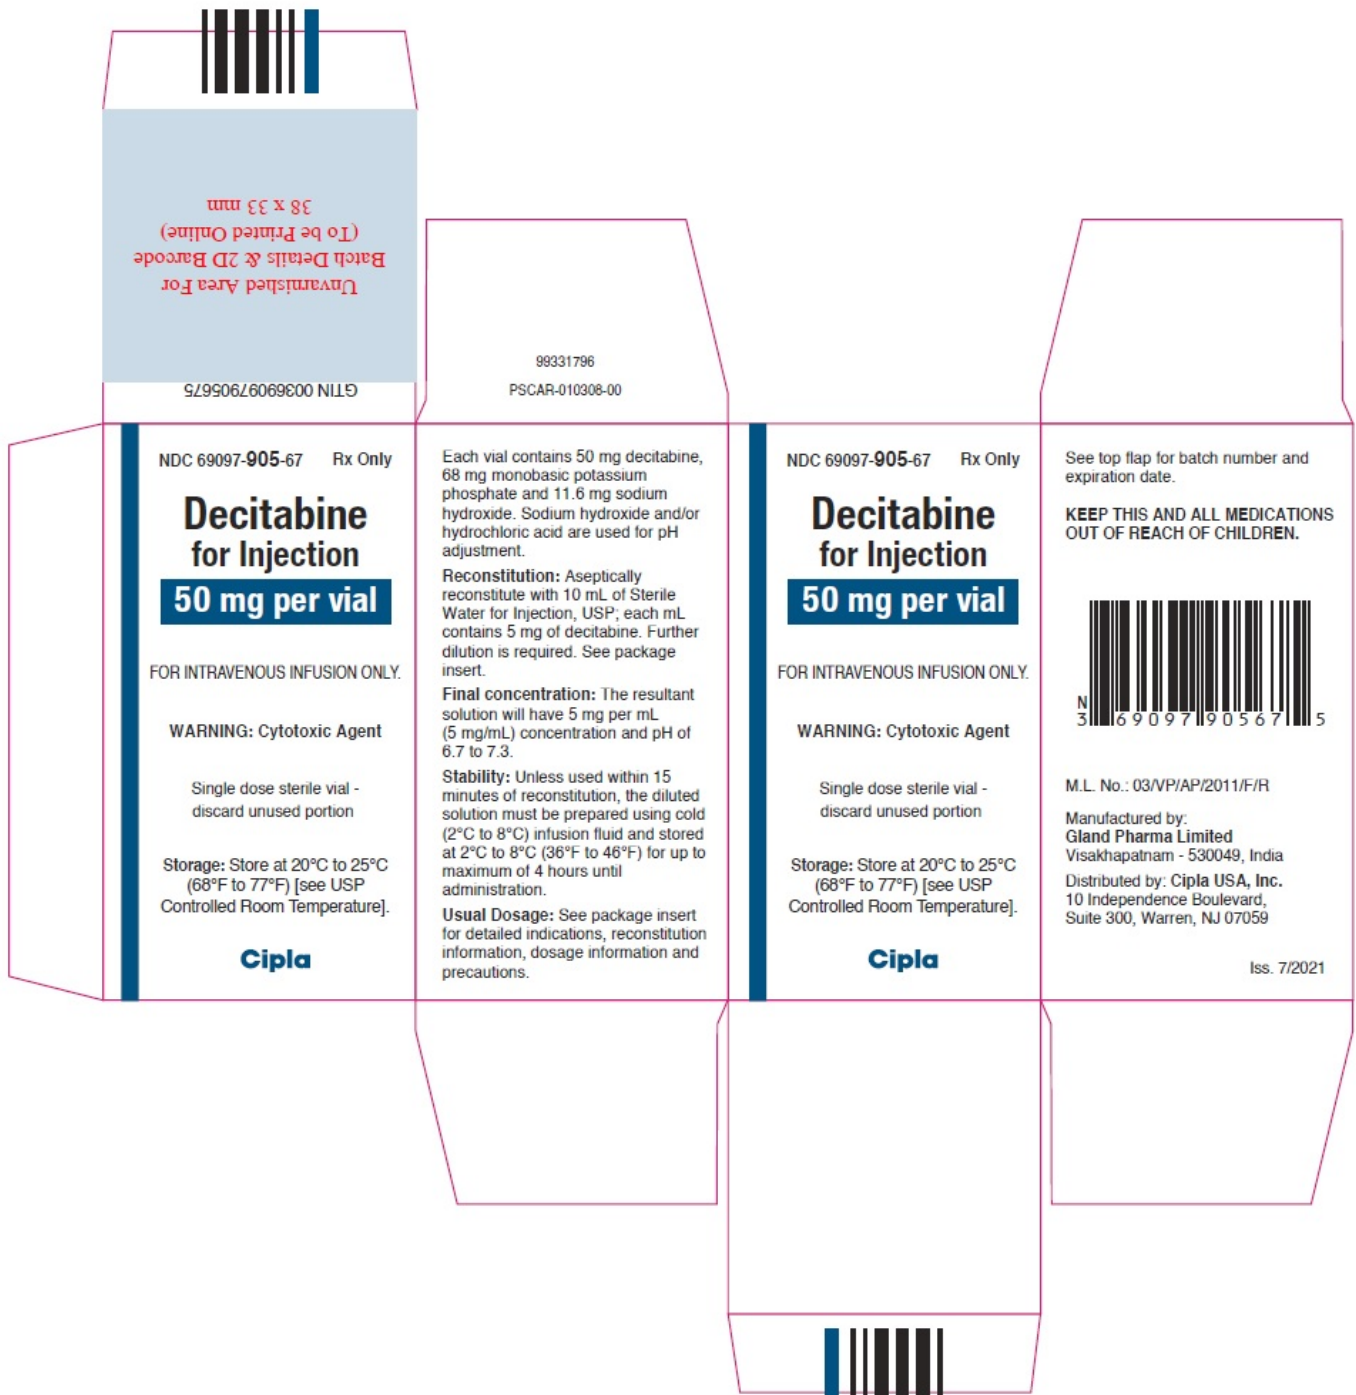 Unvarnished Area For
Batch Details & 2D Barcode
(To be Printed Online)
38 x 33 mm
GTIN 00369097905675
99331796
PSCAR-010308-00
NDC 69097-905-67 Rx Only
Decitabine
for Injection
50 mg per vial
FOR INTRAVENOUS INFUSION ONLY.
WARNING: Cytotoxic Agent
Single dose sterile vial -
discard unused portion
Storage: Store at 20°C to 25°C
(68°F to 77°F) [see USP
Controlled Room Temperature].
Cipla
Each vial contains 50 mg decitabine,
68 mg monobasic potassium
phosphate and 11.6 mg sodium
hydroxide. Sodium hydroxide and/or
hydrochloric acid are used for pH
adjustment.
Reconstitution: Aseptically
reconstitute with 10 mL of Sterile
Water for Injection, USP; each mL
contains 5 mg of decitabine. Further
dilution is required. See package
insert.
Final concentration: The resultant
solution will have 5 mg per mL
(5 mg/mL) concentration and pH of
6.7 to 7.3.
Stability: Unless used within 15
minutes of reconstitution, the diluted
solution must be prepared using cold
(2°C to 8°C) infusion fluid and stored
at 2°C to 8°C (36°F to 46°F) for up to
maximum of 4 hours until
administration.
Usual Dosage: See package insert
for detailed indications, reconstitution
information, dosage information and
precautions.
NDC 69097-905-67 Rx Only
Decitabine
for Injection
50 mg per vial
FOR INTRAVENOUS INFUSION ONLY.
WARNING: Cytotoxic Agent
Single dose sterile vial -
discard unused portion
Storage: Store at 20°C to 25°C
(68°F to 77°F) [see USP
Controlled Room Temperature].
Cipla
See top flap for batch number and
expiration date.
KEEP THIS AND ALL MEDICATIONS
OUT OF REACH OF CHILDREN.
N
3 69097 90567 5
M.L. No.: 03/VP/AP/2011/F/R
Manufactured by:
Gland Pharma Limited
Visakhapatnam - 530049, India
Distributed by: Cipla USA, Inc.
10 Independence Boulevard,
Suite 300, Warren, NJ 07059
Iss. 7/2021